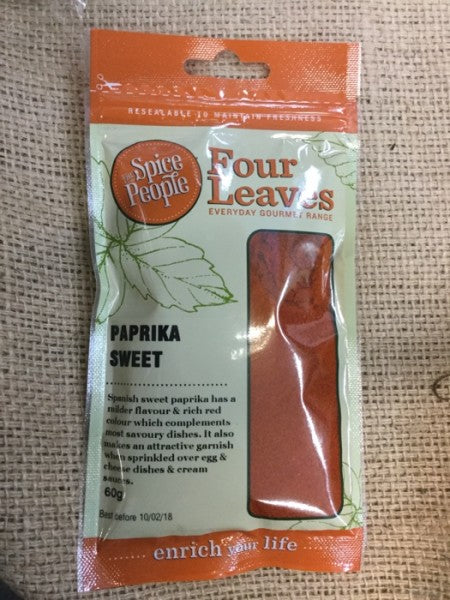 RESEALABLE TO MAINTAIN FRESHNESS
THE Spice
People
Four
Leaves
EVERYDAY GOURMET RANGE
PAPRIKA
SWEET
Spanish sweet paprika has a
milder flavour & rich red
colour which complements
most savoury dishes. It also
makes an attractive garnish
when sprinkled over egg &
cheese dishes & cream
sauces.
60g
Best before 10/02/18
enrich your life